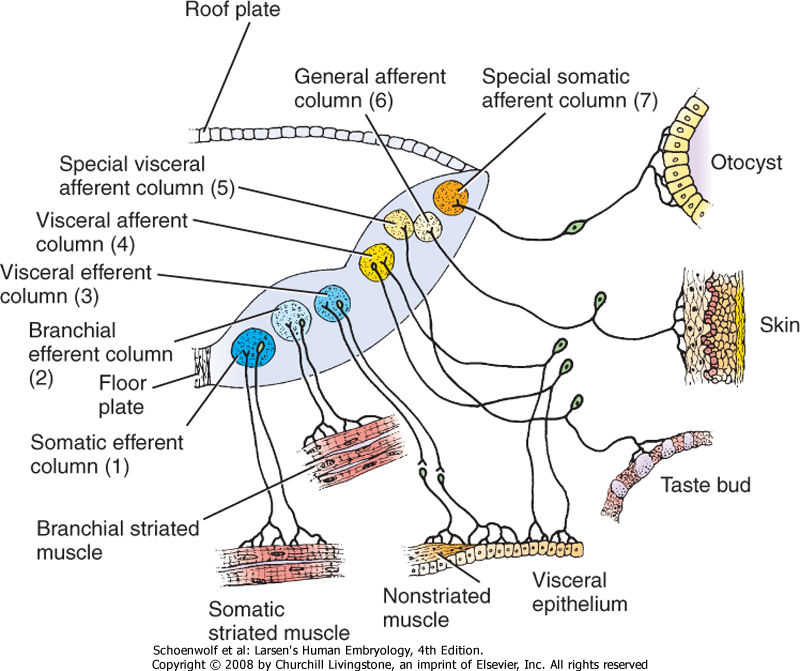 Roof plate
General afferent
column (6)
Special somatic
afferent column (7)
Otocyst
Special visceral
afferent column (5)
Visceral afferent
column (4)
Visceral efferent
column (3)
Branchial
efferent column
(2)
Floor
plate
Somatic efferent
column (1)
Skin
Taste bud
Branchial striated
muscle
Somatic
striated muscle
Nonstriated
muscle
Visceral
epithelium
Schoenwolf et al: Larsen's Human Embryology, 4th Edition.
Copyright © 2008 by Churchill Livingstone, an imprint of Elsevier, Inc. All rights reserved